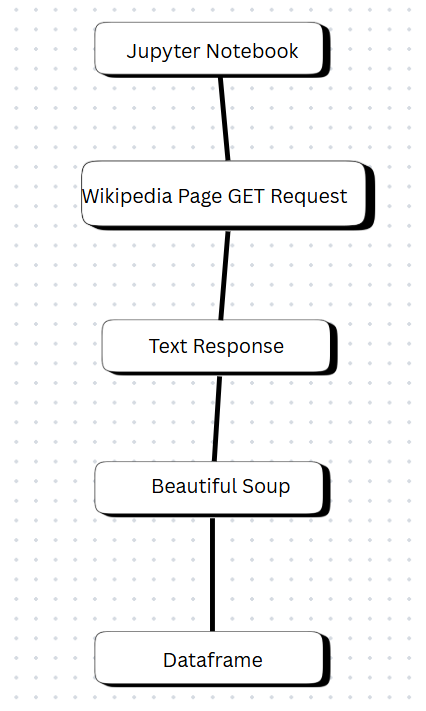 Jupyter Notebook
Wikipedia Page GET Request
Text Response
Beautiful Soup
Dataframe